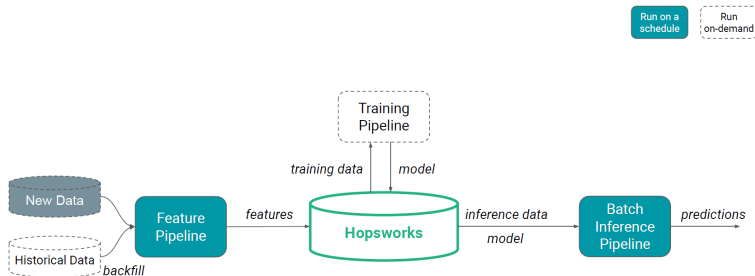 Run on a
schedule
Run
on-demand
Training
Pipeline
training data
model
New Data
Feature
Pipeline
features
Hopsworks
inference data
model
Batch
Inference
Pipeline
predictions
Historical Data
backfill